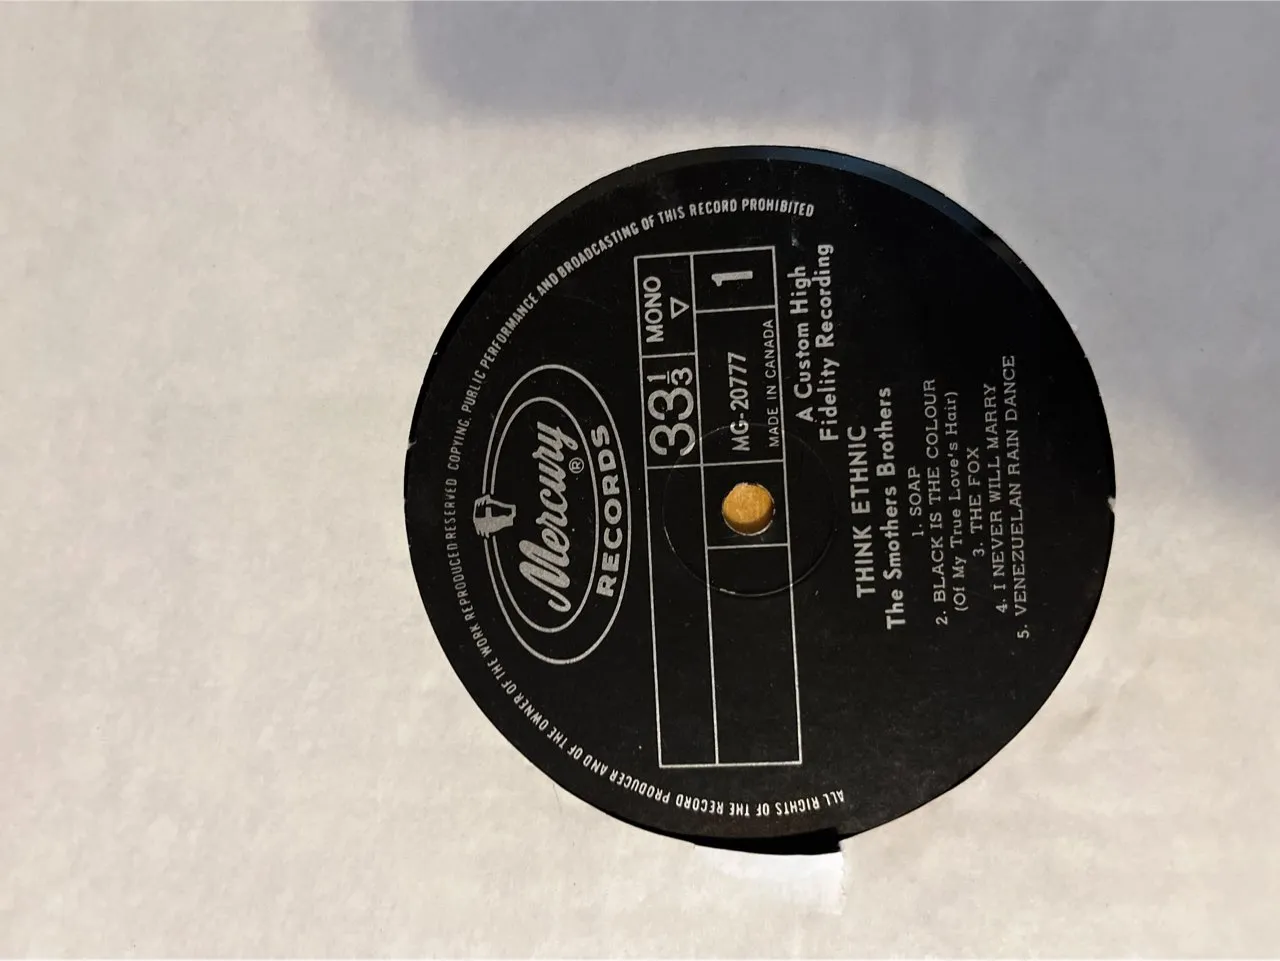 ALL RIGHTS OF THE RECORD PRODUCER AND OF THE OWNER OF THE WORK REPRODUCED RESERVED COPYING, PUBLIC PERFORMANCE AND BROADCASTING OF THIS RECORD PROHIBITED
Mercury ®
RECORDS
33 1/3 MONO
MG-20777 1
MADE IN CANADA
A Custom High
Fidelity Recording
THINK ETHNIC
The Smothers Brothers
1. SOAP
2. BLACK IS THE COLOUR
(Of My True Love's Hair)
3. THE FOX
4. I NEVER WILL MARRY
5. VENEZUELAN RAIN DANCE